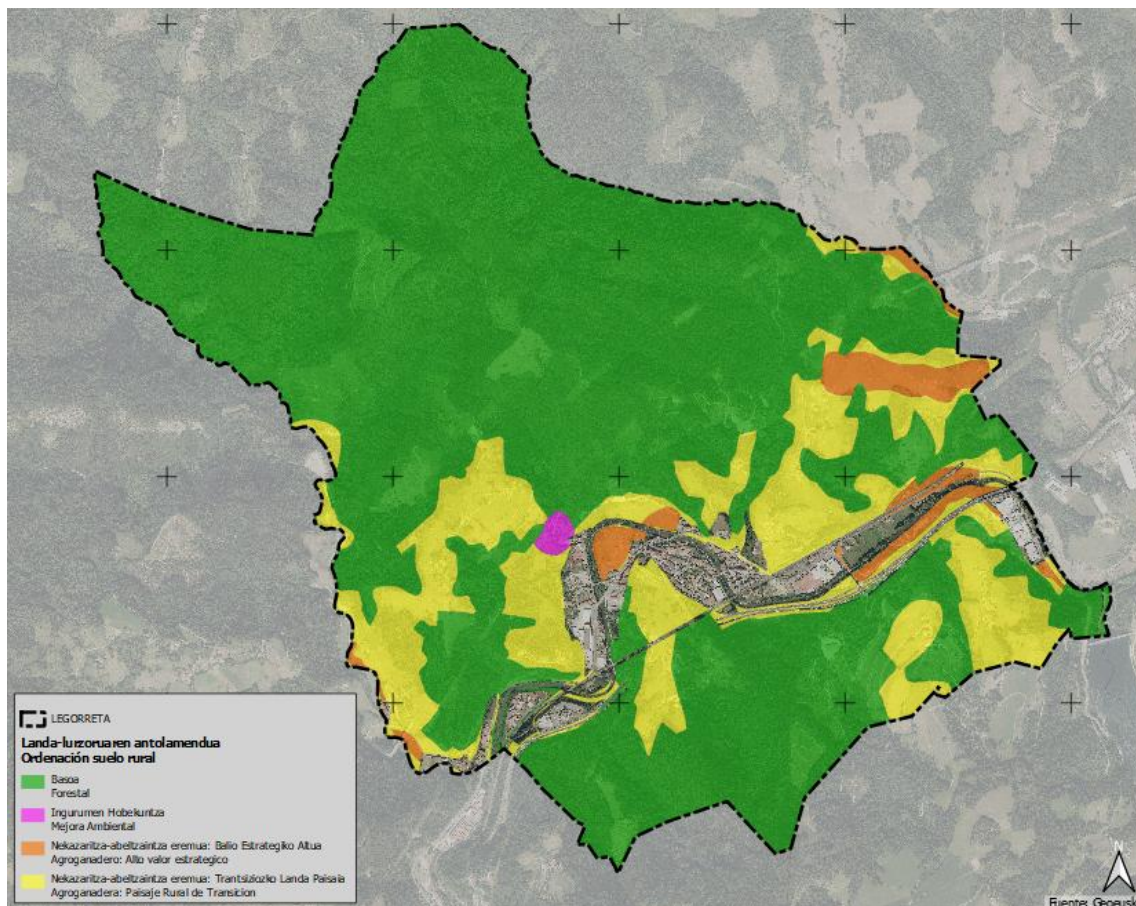 LEGORRETA
Landa-lurzoruaren antolamendua
Ordenación suelo rural
Basoa
Forestal
Ingurumen Hobekuntza
Mejora Ambiental
Nekazaritza-abeltzaintza eremua: Balio Estrategiko Altua
Agroganadero: Alto valor estrategico
Nekazaritza-abeltzaintza eremua: Trantsiziozko Landa Paisaia
Agroganadera: Paisaje Rural de Transicion
N
Fuente: Geoeusk